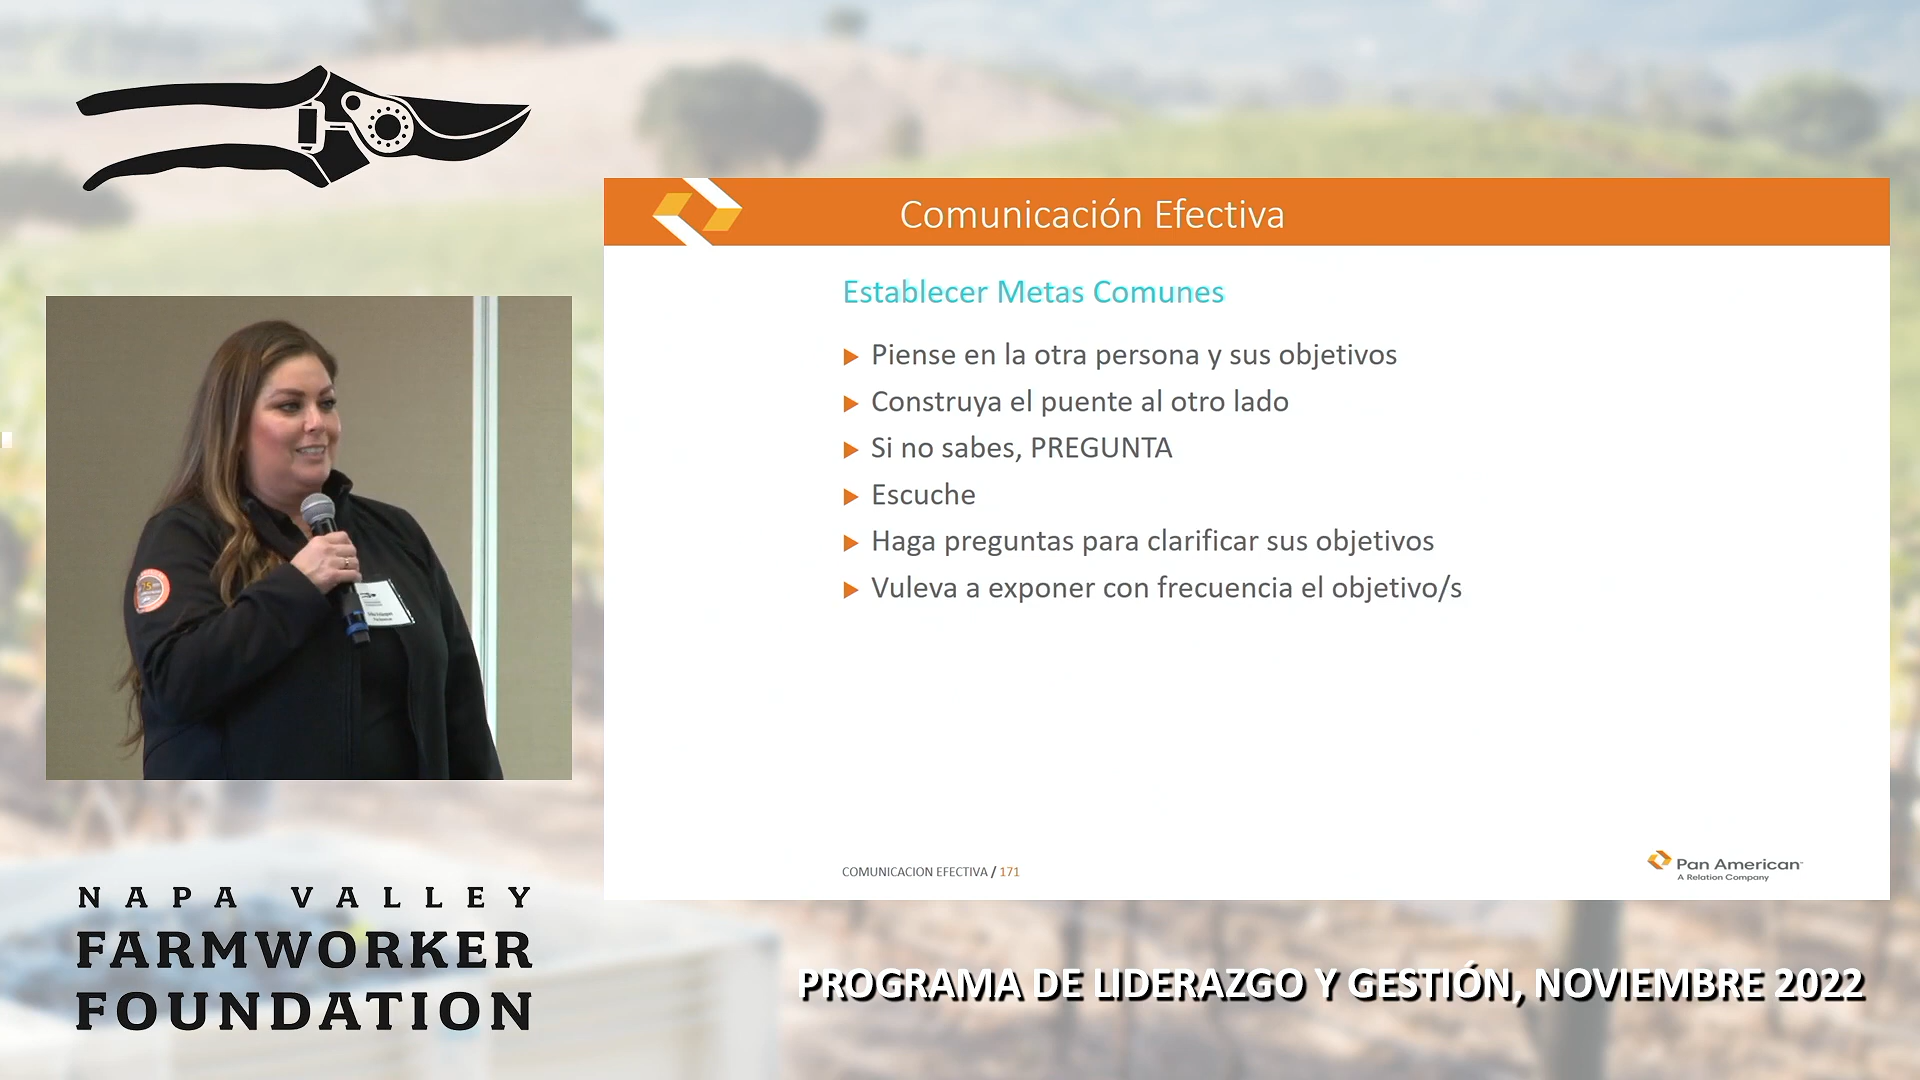 Comunicación Efectiva
Establecer Metas Comunes
Piense en la otra persona y sus objetivos
Construya el puente al otro lado
Si no sabes, PREGUNTA
Escuche
Haga preguntas para clarificar sus objetivos
Vuleva a exponer con frecuencia el objetivo/s
COMUNICACION EFECTIVA / 171
Pan American
A Relation Company
NAPA VALLEY
FARMWORKER
FOUNDATION
PROGRAMA DE LIDERAZGO Y GESTIÓN, NOVIEMBRE 2022